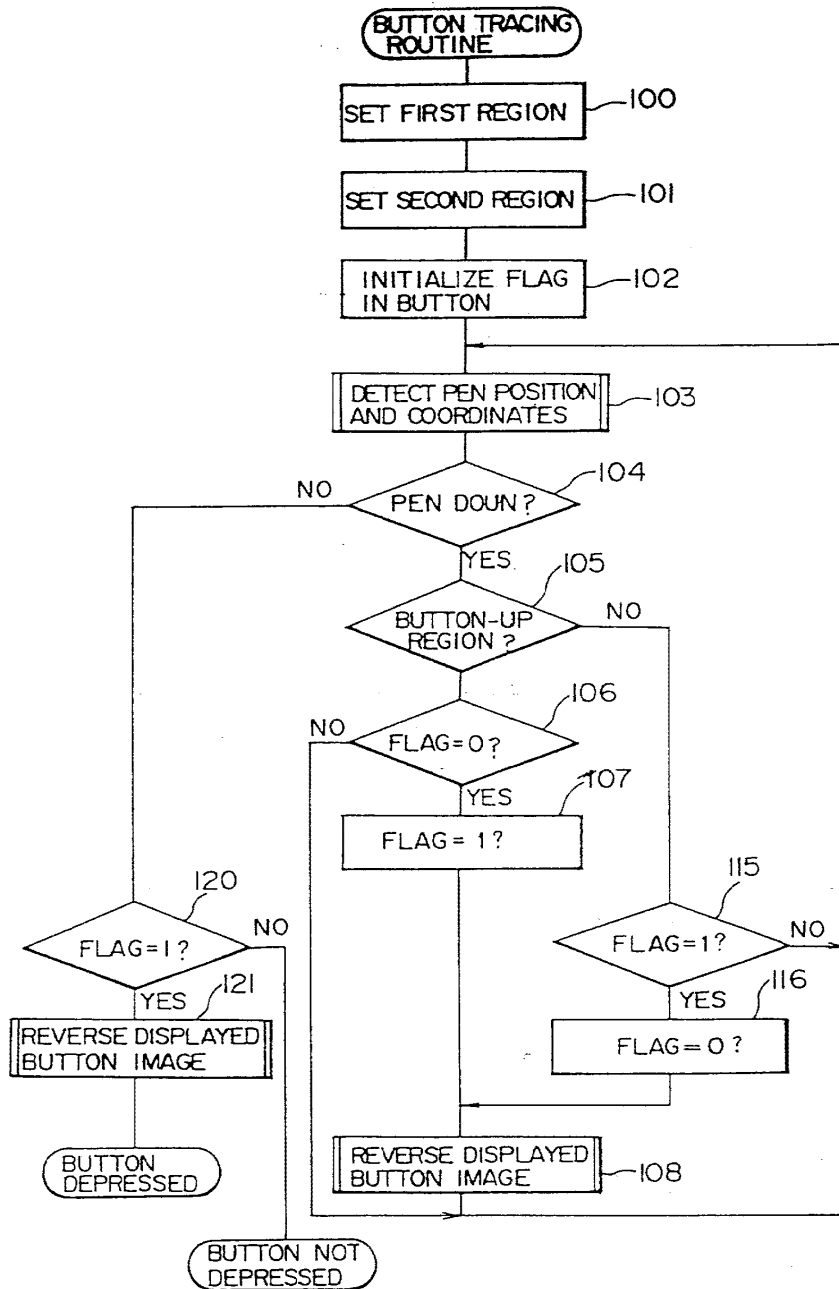 BUTTON TRACING
ROUTINE
SET FIRST REGION
100
SET SECOND REGION
101
INITIALIZE FLAG
IN BUTTON
102
DETECT PEN POSITION
AND COORDINATES
103
104
NO
PEN DOUN?
YES
105
BUTTON-UP
REGION?
NO
106
NO
FLAG=0?
YES
107
FLAG= 1?
120
FLAG=1?
NO
YES
121
REVERSE DISPLAYED
BUTTON IMAGE
115
FLAG=1?
NO
YES
116
FLAG=0?
REVERSE DISPLAYED
BUTTON IMAGE
108
BUTTON
DEPRESSED
BUTTON NOT
DEPRESSED